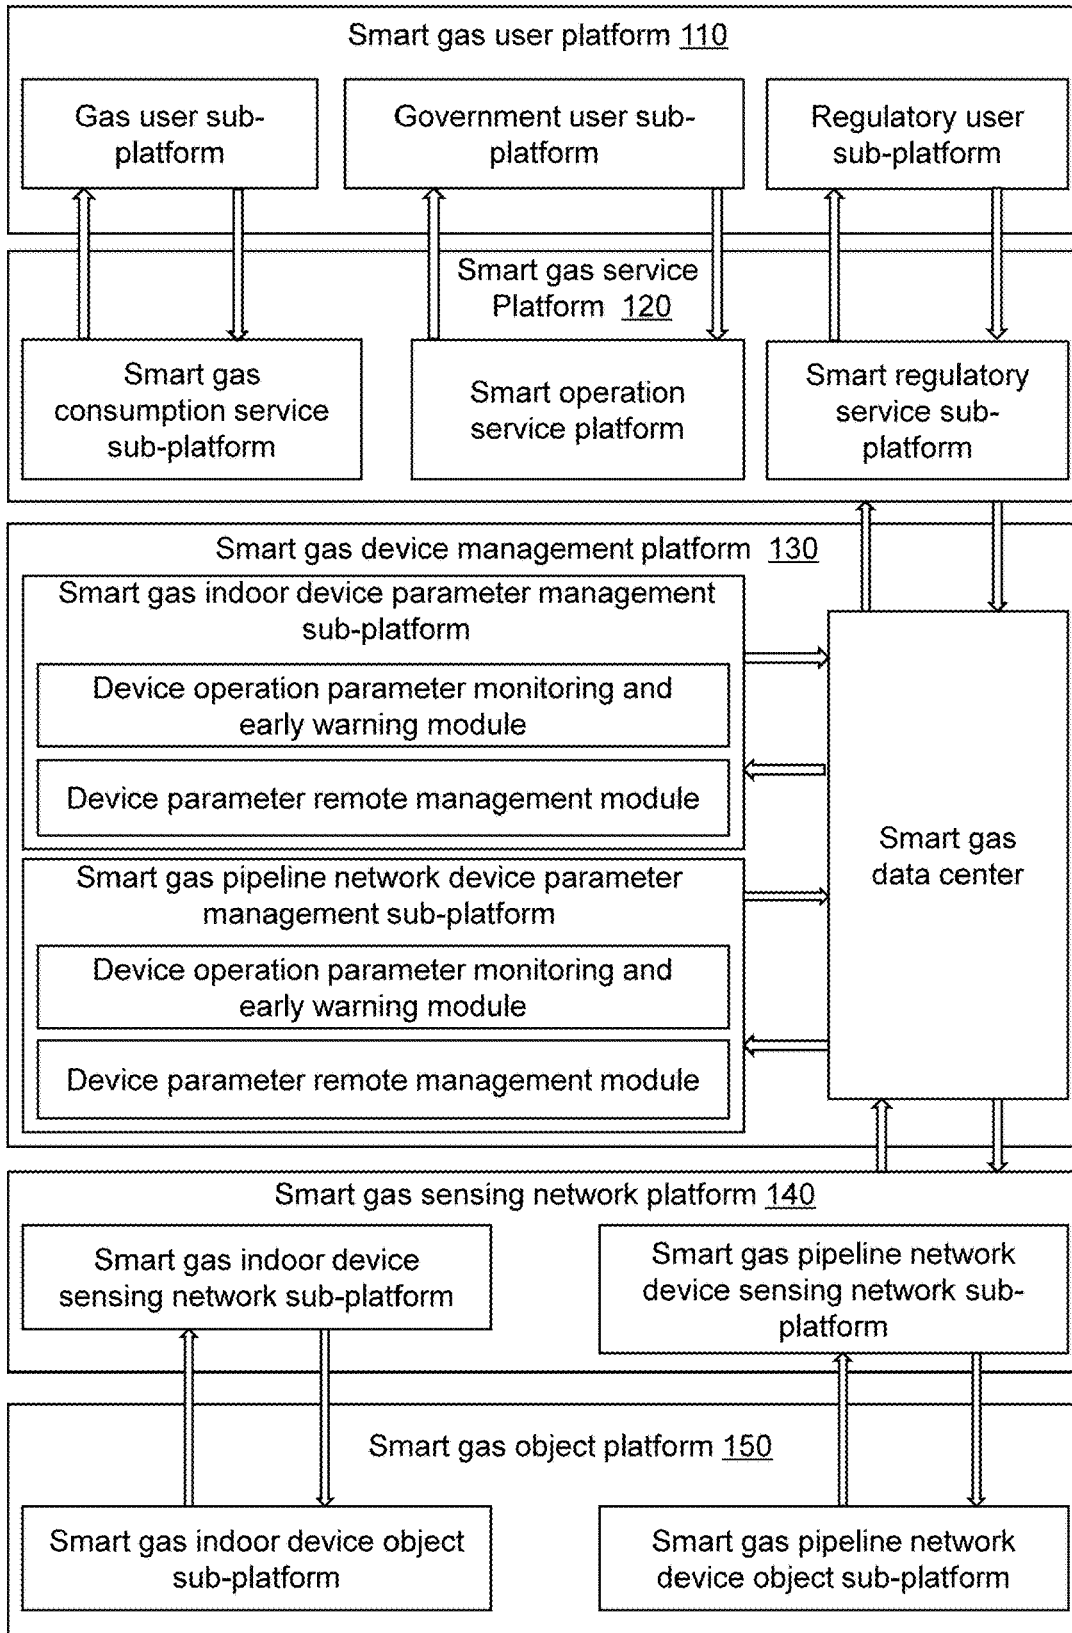 Smart gas user platform 110
Gas user sub-
platform
Government user sub-
platform
Regulatory user
sub-platform
Smart gas service
Platform 120
Smart gas
consumption service
sub-platform
Smart operation
service platform
Smart regulatory
service sub-
platform
Smart gas device management platform 130
Smart gas indoor device parameter management
sub-platform
Device operation parameter monitoring and
early warning module
Device parameter remote management module
Smart gas pipeline network device parameter
management sub-platform
Device operation parameter monitoring and
early warning module
Device parameter remote management module
Smart gas
data center
Smart gas sensing network platform 140
Smart gas indoor device
sensing network sub-platform
Smart gas pipeline network
device sensing network sub-
platform
Smart gas object platform 150
Smart gas indoor device object
sub-platform
Smart gas pipeline network
device object sub-platform